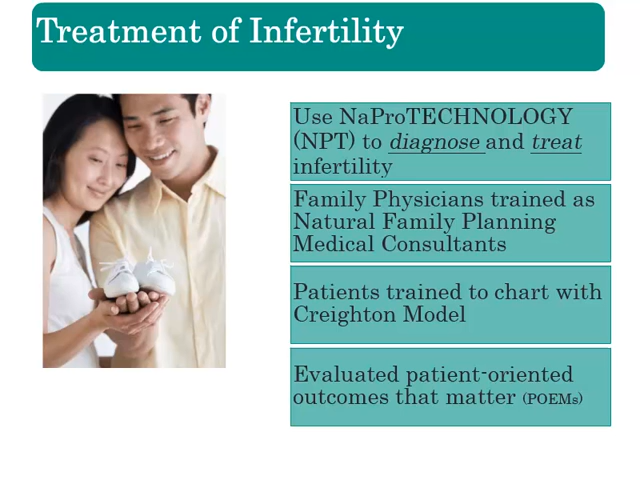 Treatment of Infertility
Use NaProTECHNOLOGY
(NPT) to diagnose and treat
infertility
Family Physicians trained as
Natural Family Planning
Medical Consultants
Patients trained to chart with
Creighton Model
Evaluated patient-oriented
outcomes that matter (POEMs)